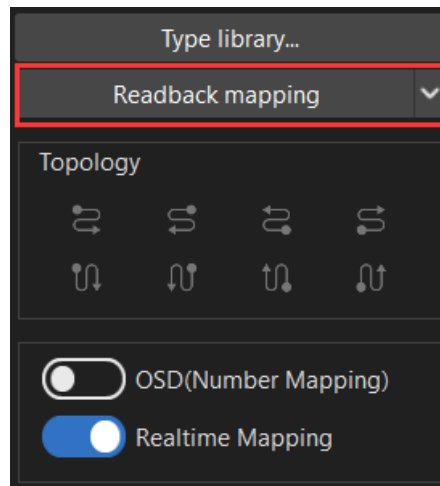 Type library...
Readback mapping
Topology
OSD(Number Mapping)
Realtime Mapping